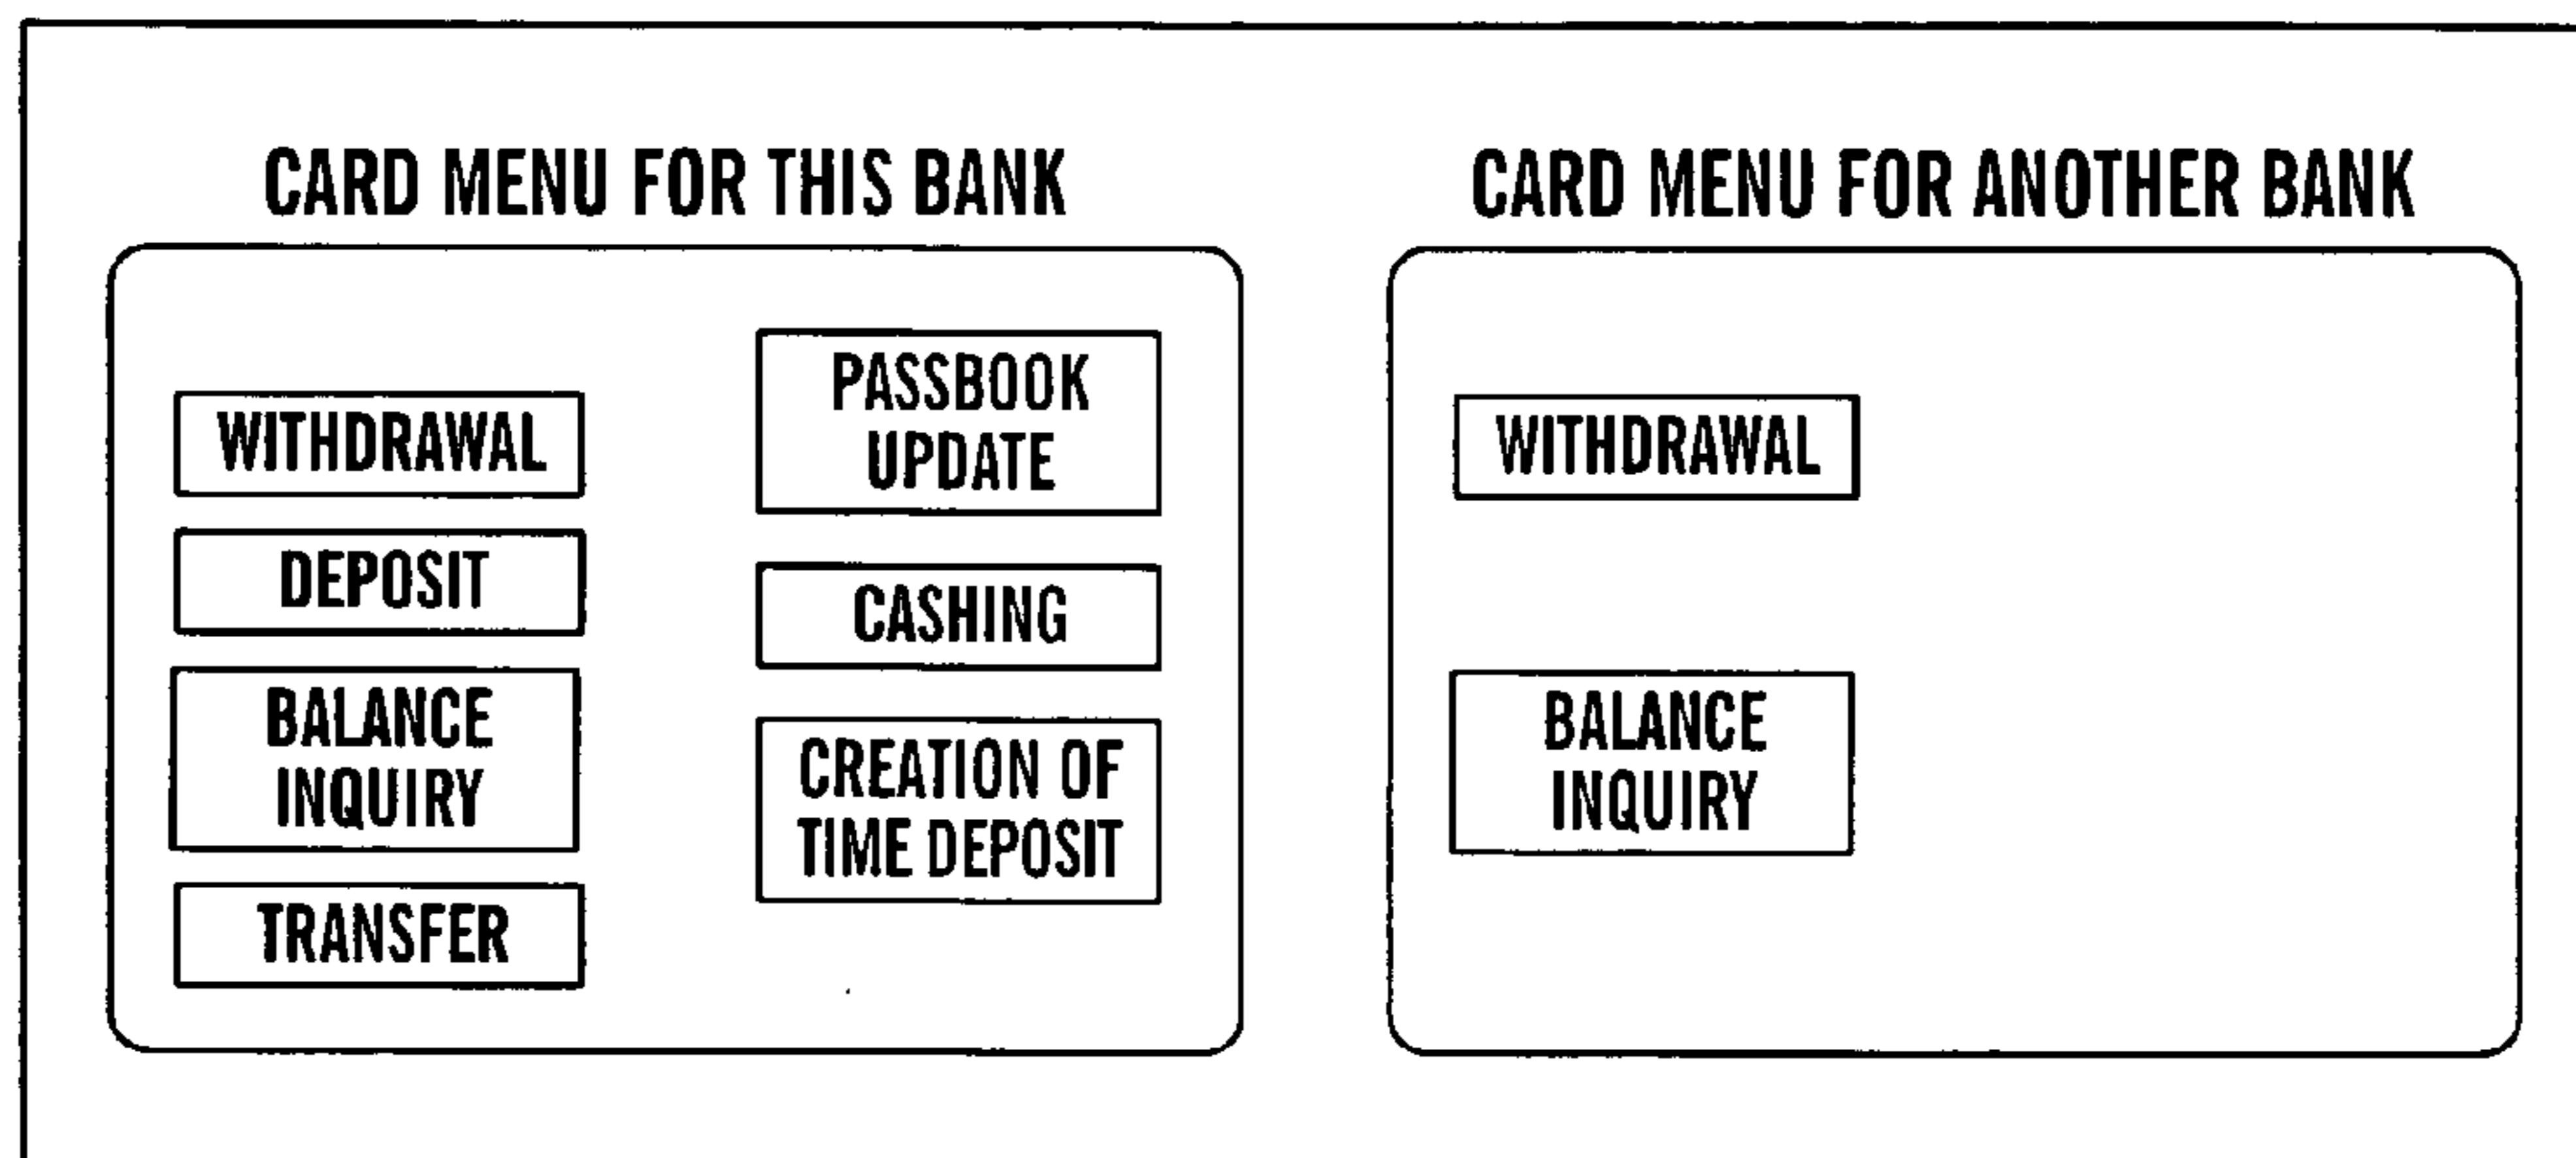 CARD MENU FOR THIS BANK
WITHDRAWAL
DEPOSIT
BALANCE
INQUIRY
TRANSFER
PASSBOOK
UPDATE
CASHING
CREATION OF
TIME DEPOSIT
CARD MENU FOR ANOTHER BANK
WITHDRAWAL
BALANCE
INQUIRY